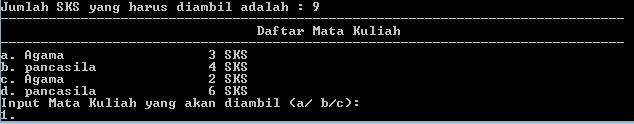 Jumlah SKS yang harus diambil adalah : 9
Daftar Mata Kuliah
a. Agama 3 SKS
b. pancasila 4 SKS
c. Agama 2 SKS
d. pancasila 6 SKS
Input Mata Kuliah yang akan diambil (a/ b/c):
1.